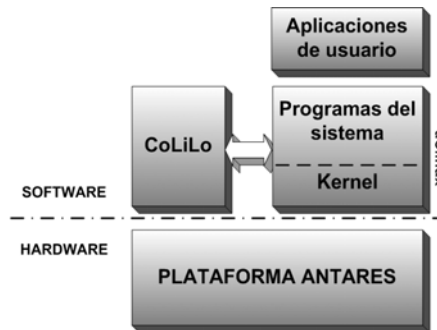 Aplicaciones
de usuario
Programas del
sistema
CoLiLo
Kernel
SOFTWARE
HARDWARE
PLATAFORMA ANTARES